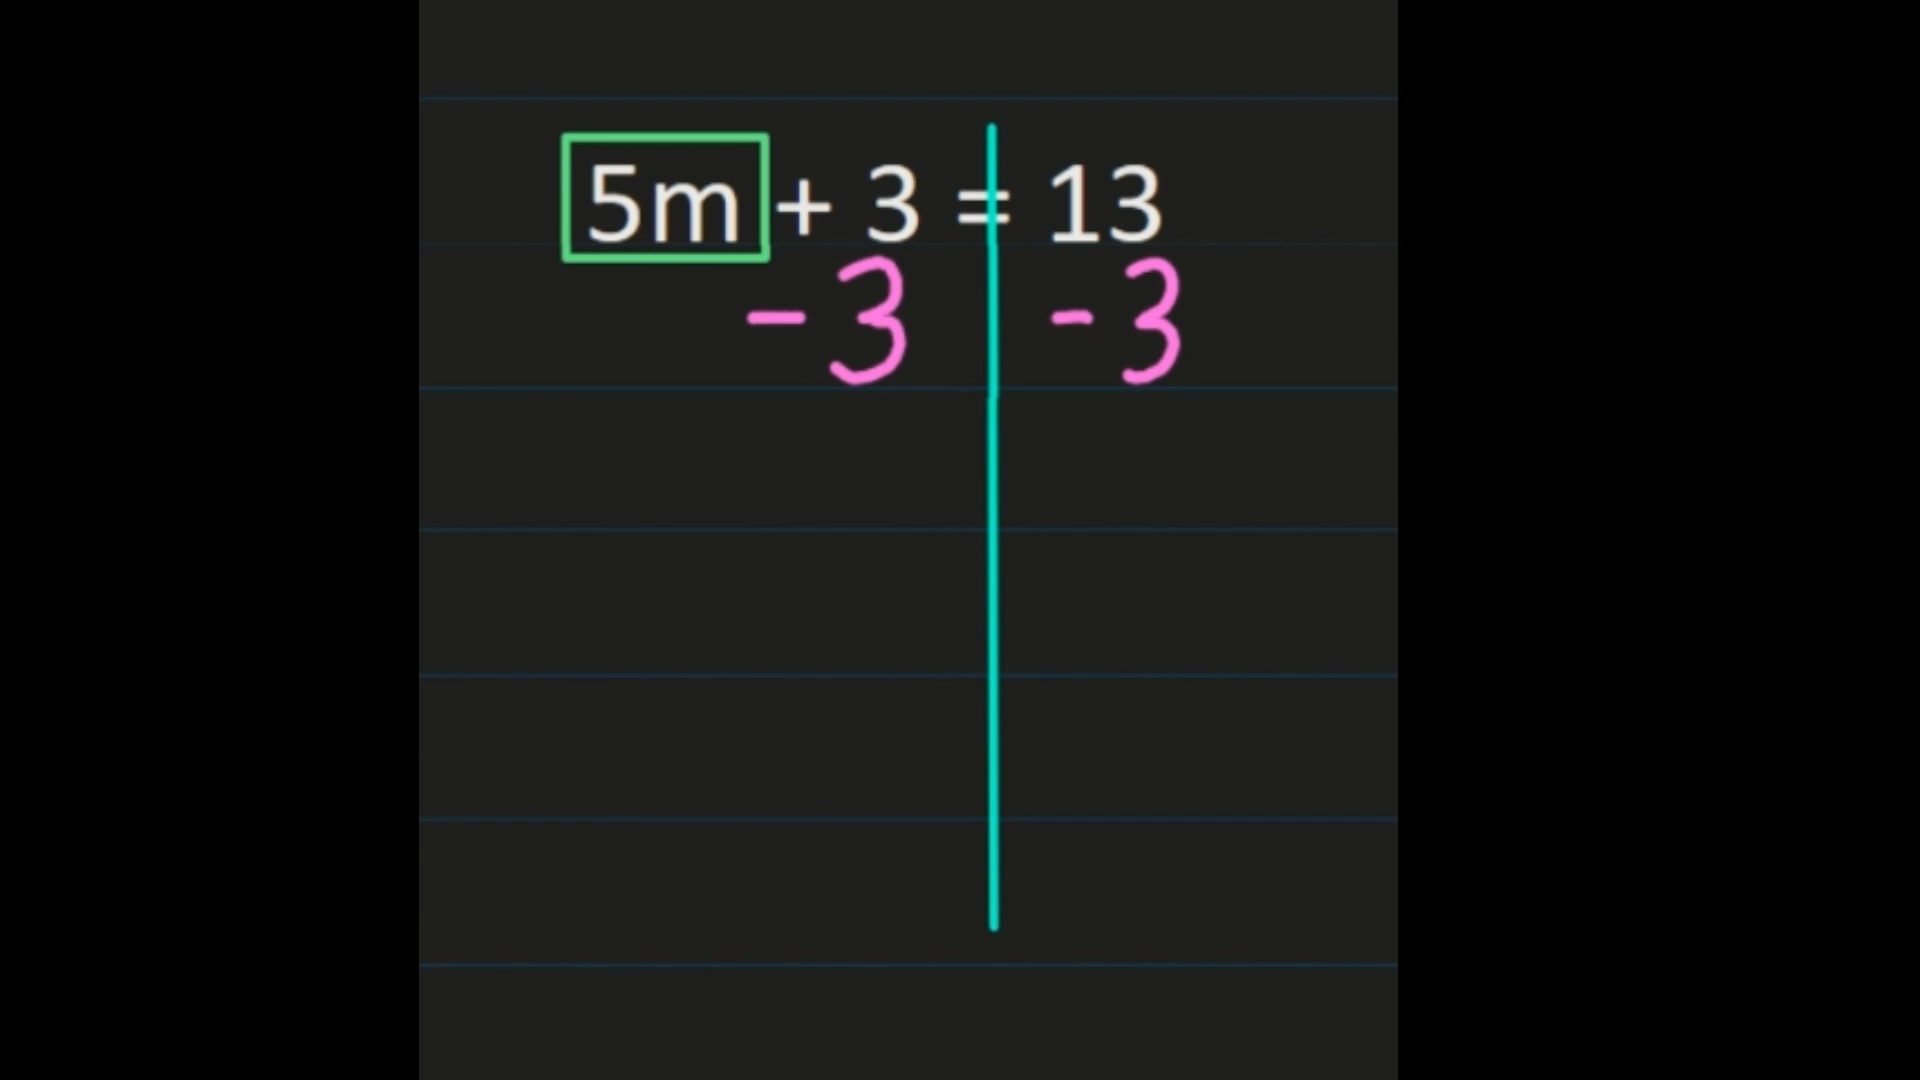 5m + 3 = 13
- 3 - 3